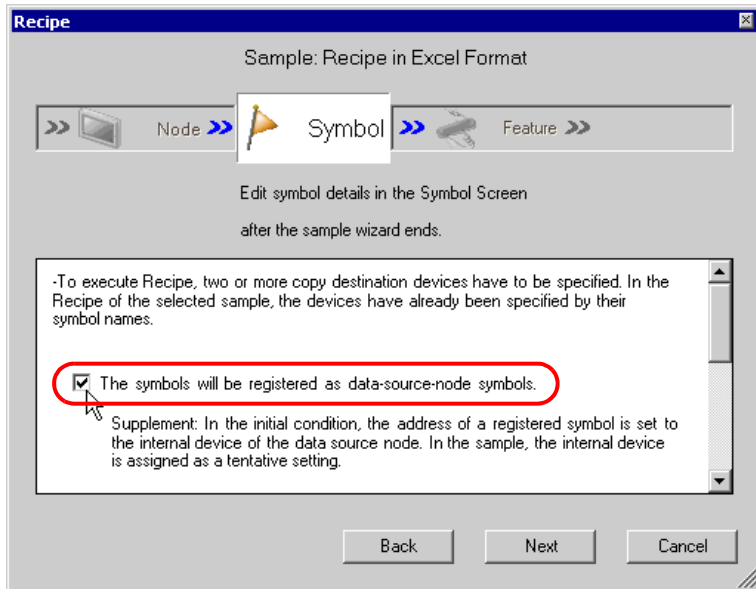 Recipe
Sample: Recipe in Excel Format
>> Node >> Symbol >> Feature >>
Edit symbol details in the Symbol Screen
after the sample wizard ends.
-To execute Recipe, two or more copy destination devices have to be specified. In the
Recipe of the selected sample, the devices have already been specified by their
symbol names.
The symbols will be registered as data-source-node symbols.
Supplement: In the initial condition, the address of a registered symbol is set to
the internal device of the data source node. In the sample, the internal device
is assigned as a tentative setting.
Back Next Cancel